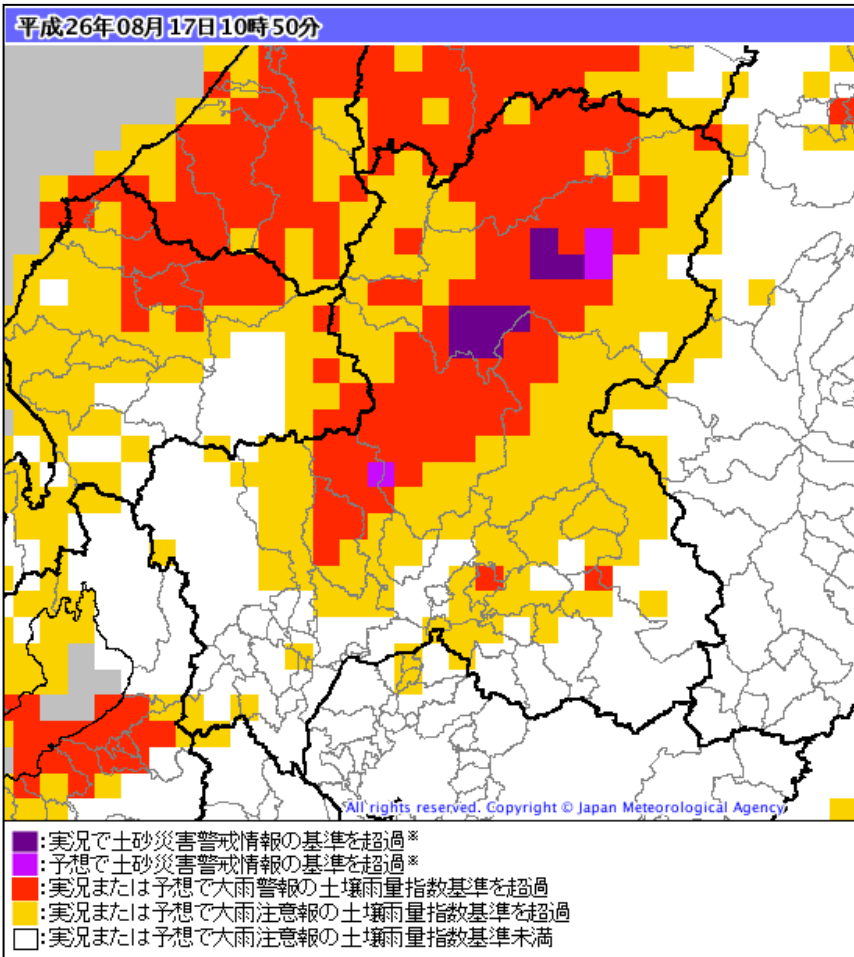 平成26年08月17日10時50分
All rights reserved. Copyright © Japan Meteorological Agency
:実況で土砂災害警戒情報の基準を超過※
:予想で土砂災害警戒情報の基準を超過※
:実況または予想で大雨警報の土壌雨量指数基準を超過
:実況または予想で大雨注意報の土壌雨量指数基準を超過
:実況または予想で大雨注意報の土壌雨量指数基準未満